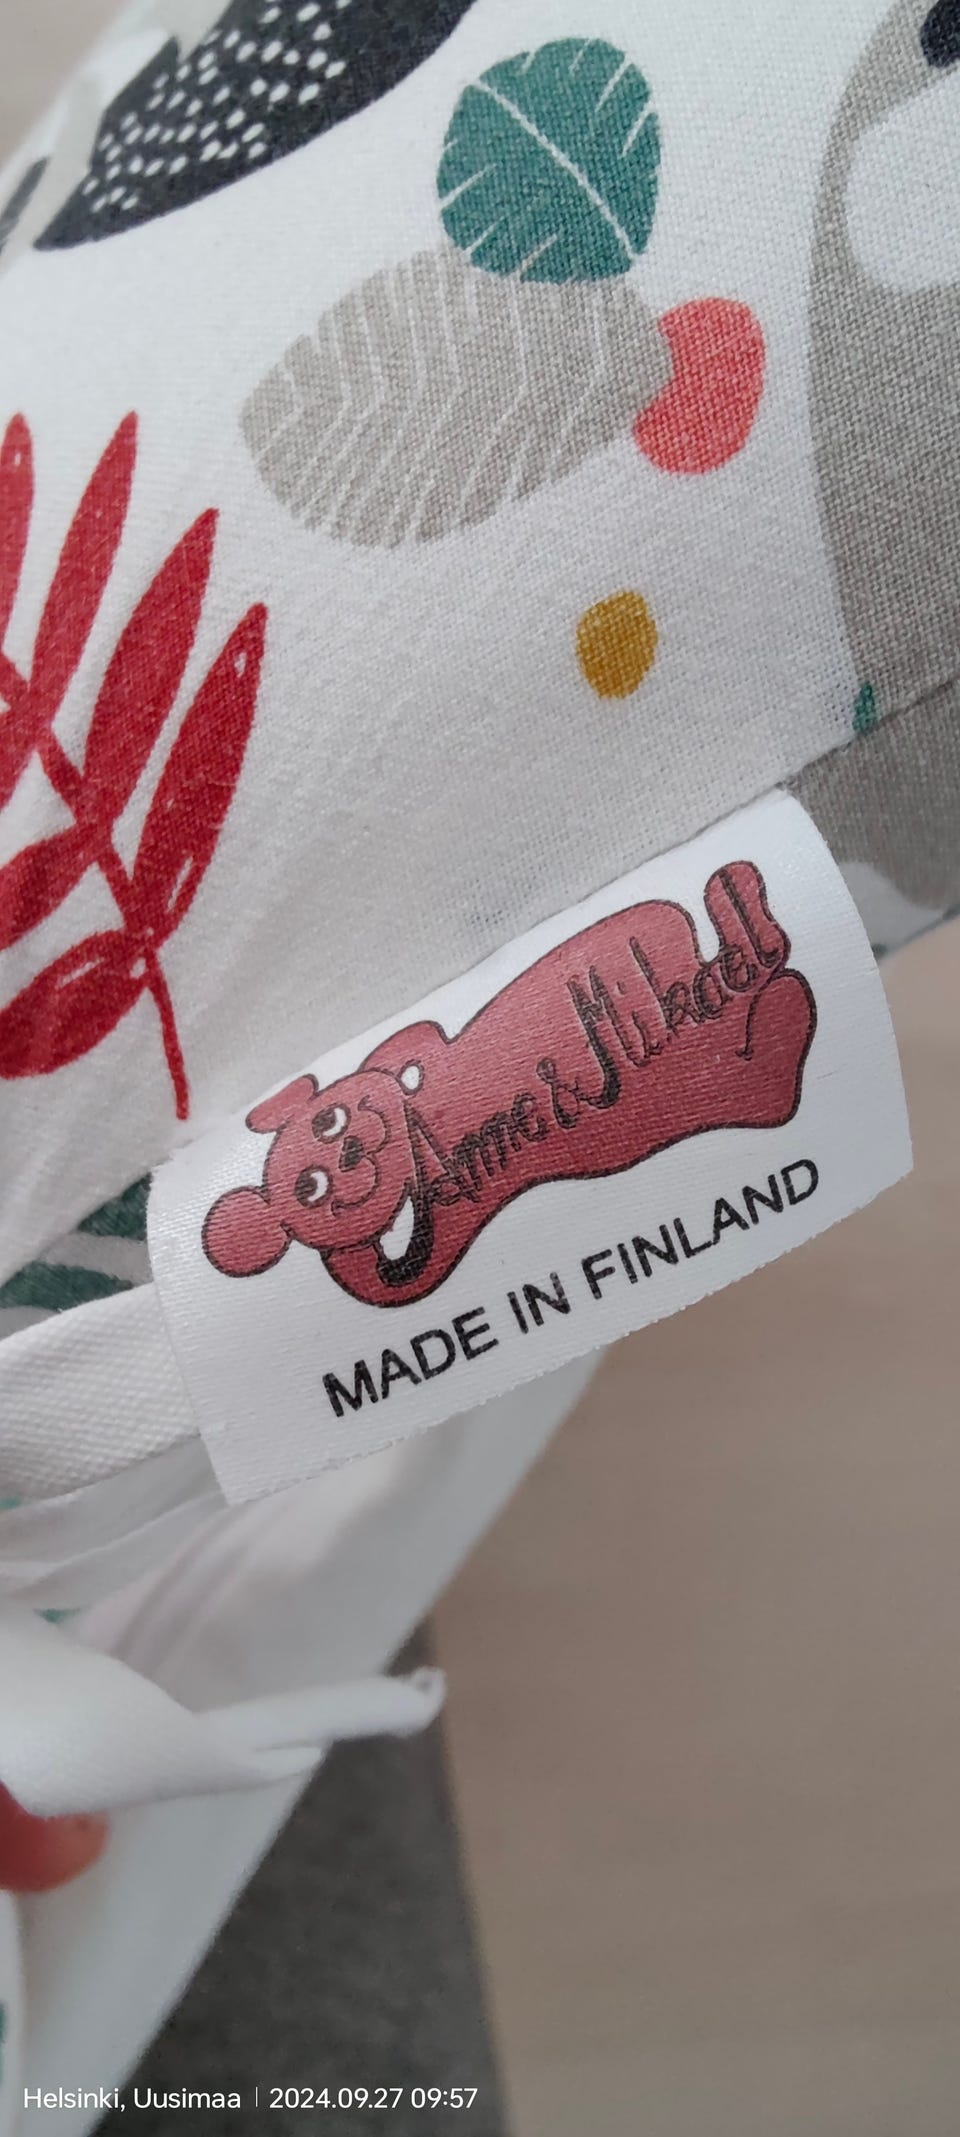 Anne & Mikael
MADE IN FINLAND
Helsinki, Uusimaa | 2024.09.27 09:57